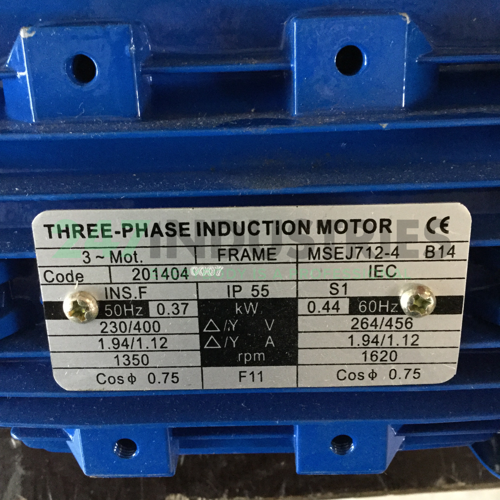 THREE-PHASE INDUCTION MOTOR CE
3~Mot. FRAME MSEJ712-4 B14
Code 201404 0007 IEC
INS.F IP 55 S1
50Hz 0.37 kW 0.44 60Hz
230/400 △/Y V 264/456
1.94/1.12 △/Y A 1.94/1.12
1350 rpm 1620
Cosϕ 0.75 F11 Cosϕ 0.75